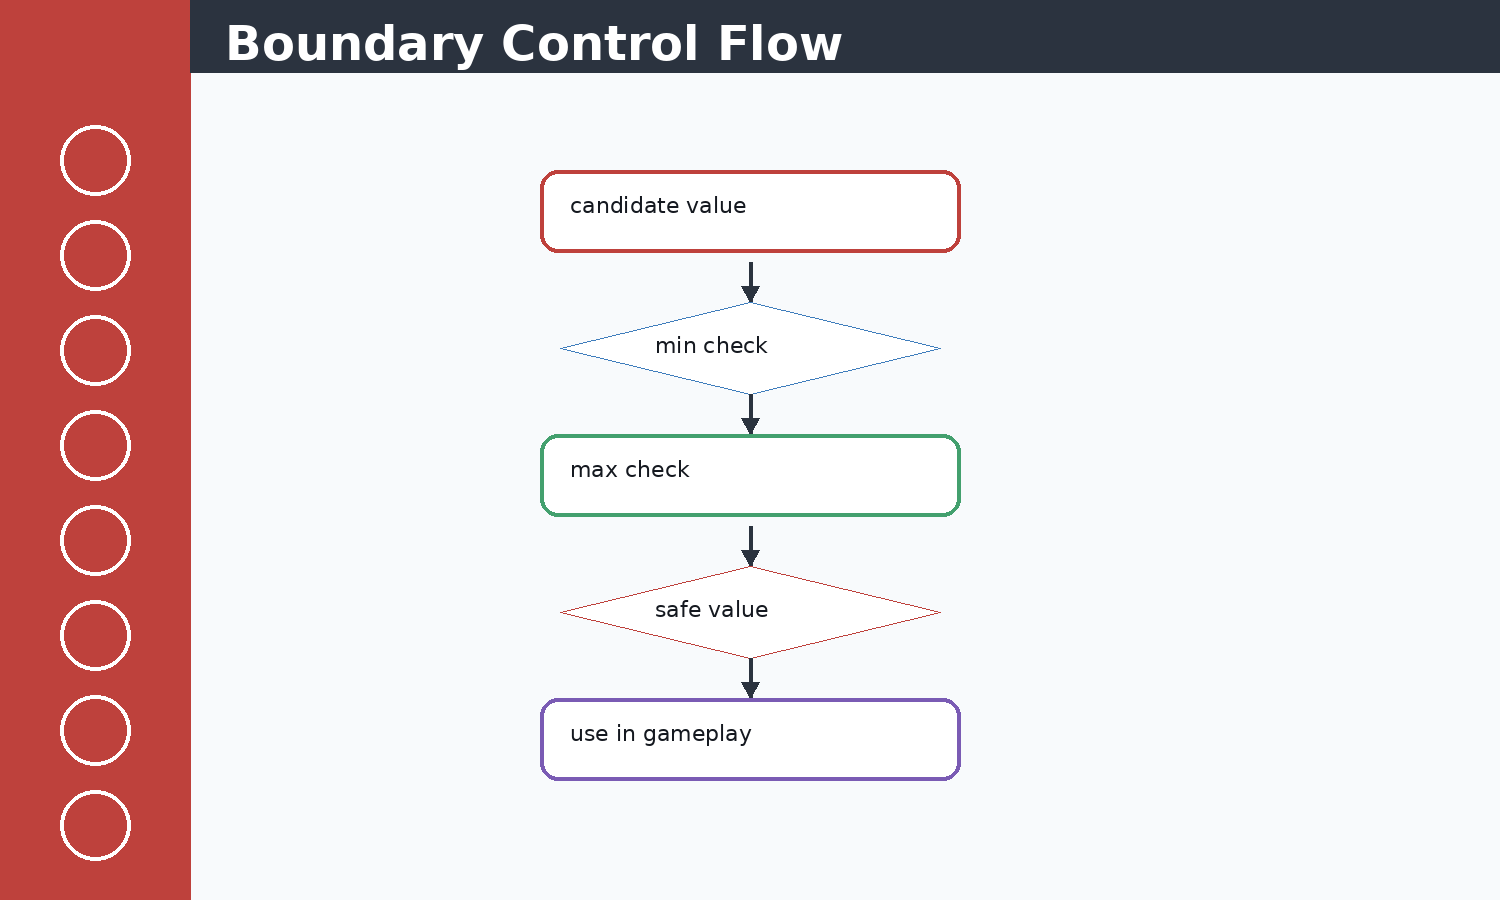 Boundary Control Flow
candidate value
min check
max check
safe value
use in gameplay